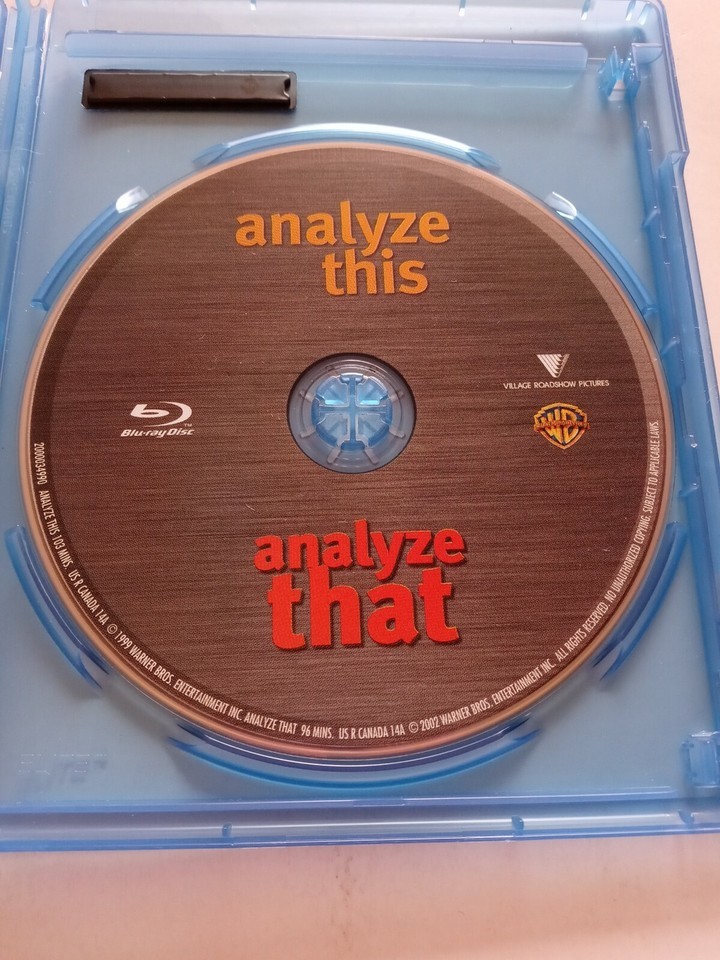 analyze
this
Blu-ray Disc™
VILLAGE ROADSHOW PICTURES
WB
analyze
that
2000034990 ANALYZE THIS 103 MINS. US R CANADA 14A © 1999 WARNER BROS. ENTERTAINMENT INC. ANALYZE THAT 96 MINS. US R CANADA 14A © 2002 WARNER BROS. ENTERTAINMENT INC. ALL RIGHTS RESERVED. NO UNAUTHORIZED COPYING. SUBJECT TO APPLICABLE LAWS.